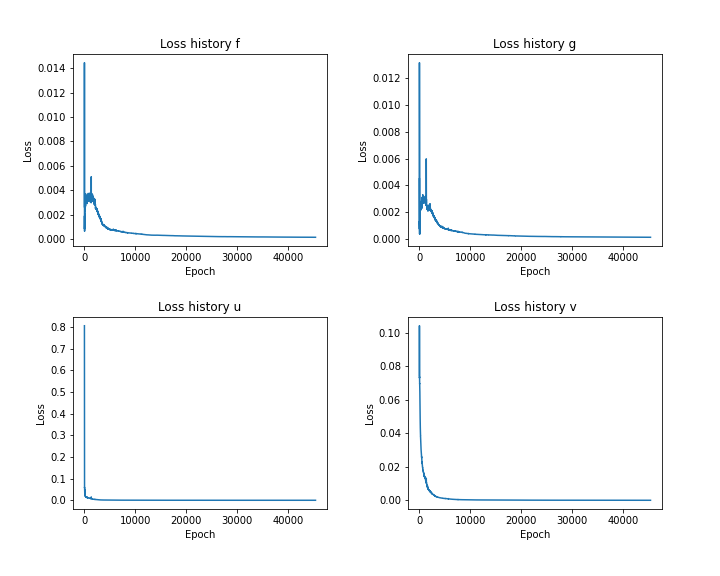 Loss history f
Loss
0.014
0.012
0.010
0.008
0.006
0.004
0.002
0.000
0 10000 20000 30000 40000
Epoch
Loss history g
Loss
0.012
0.010
0.008
0.006
0.004
0.002
0.000
0 10000 20000 30000 40000
Epoch
Loss history u
Loss
0.8
0.7
0.6
0.5
0.4
0.3
0.2
0.1
0.0
0 10000 20000 30000 40000
Epoch
Loss history v
Loss
0.10
0.08
0.06
0.04
0.02
0.00
0 10000 20000 30000 40000
Epoch